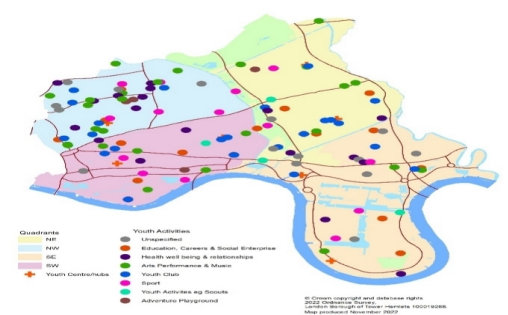 Quadrants
NE
NW
SE
SW
Youth Centre/hubs
Youth Activities
Unspecified
Education, Careers & Social Enterprise
Health well being & relationships
Arts Performance & Music
Youth Club
Sport
Youth Activites eg Scouts
Adventure Playground
© Crown copyright and database rights
2022 Ordnance Survey,
London Borough of Tower Hamlets 100019288
Map produced November 2022